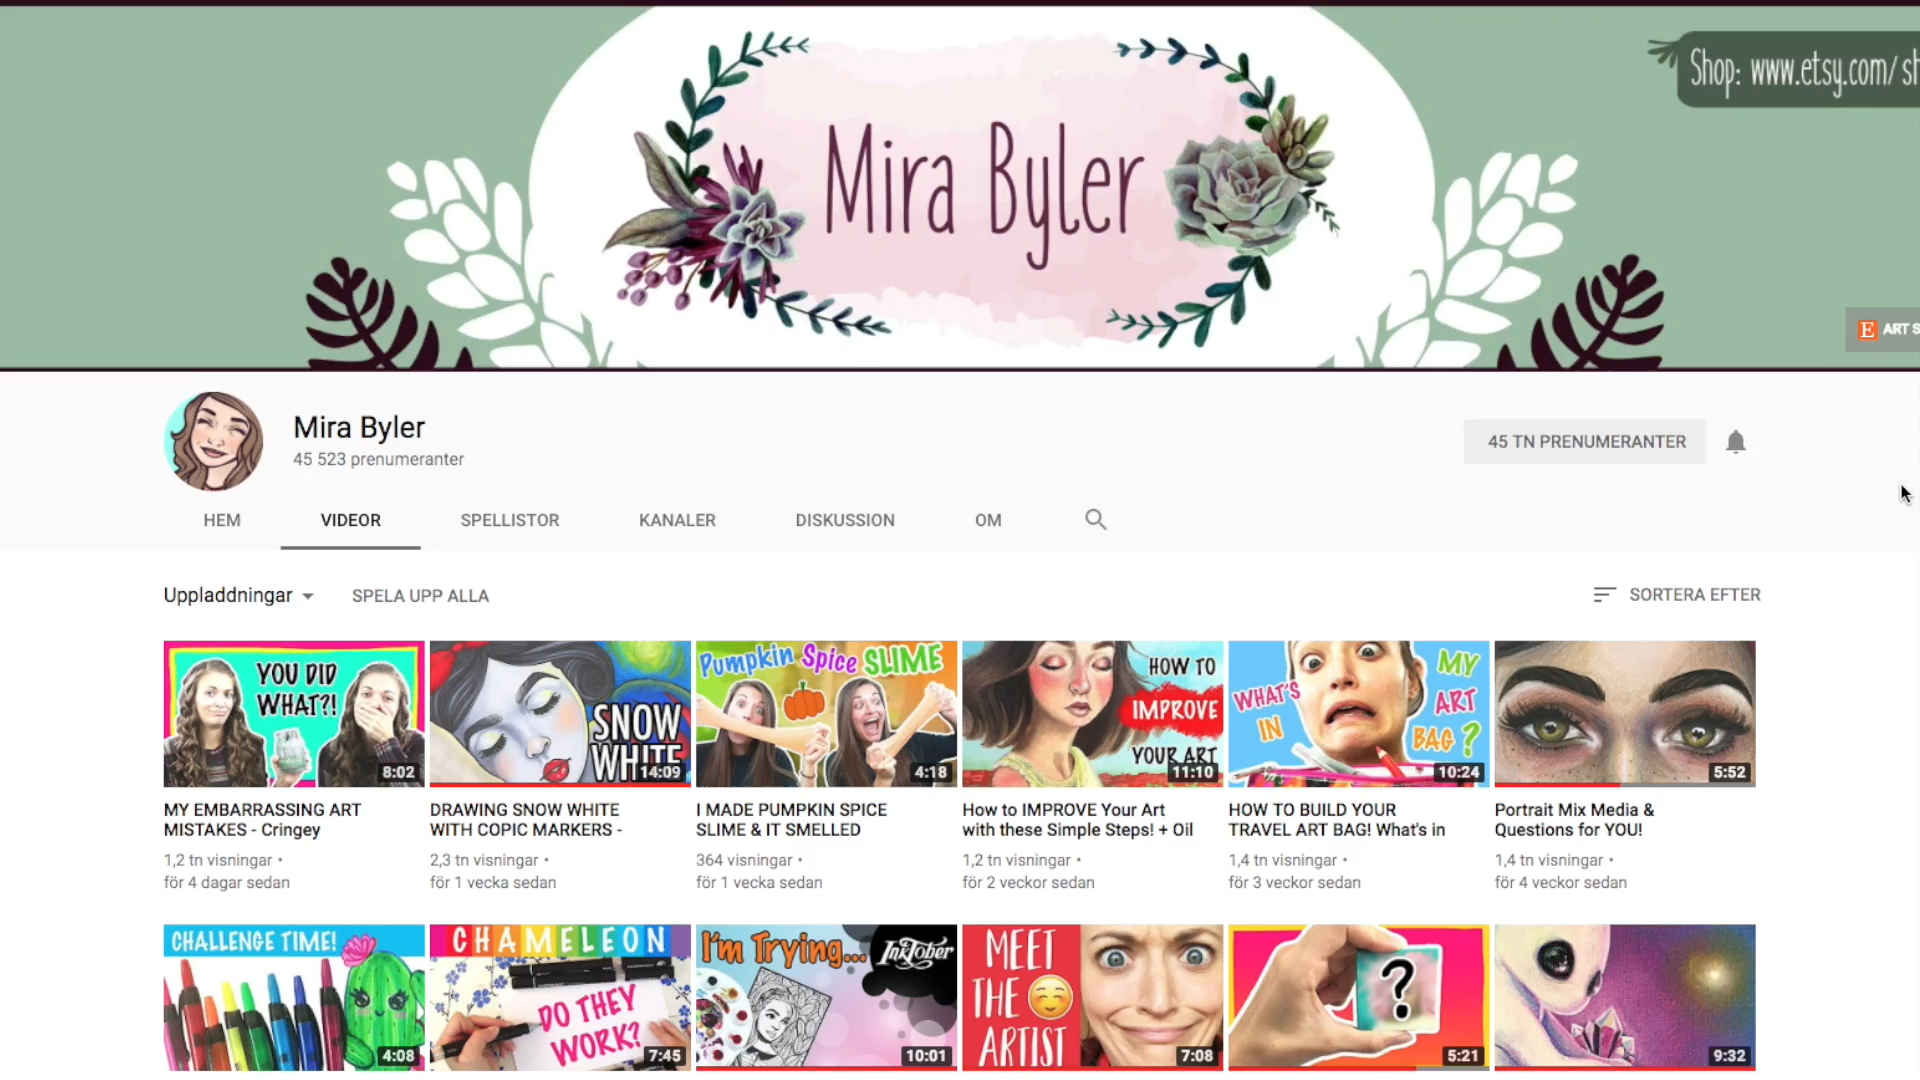 Shop: www.etsy.com/sh
Mira Byler
E ART S
Mira Byler
45 523 prenumeranter
45 TN PRENUMERANTER
HEM VIDEOR SPELLISTOR KANALER DISKUSSION OM
Uppladdningar SPELA UPP ALLA SORTERA EFTER
YOU DID
WHAT?!
8:02
SNOW
WHITE
14:09
Pumpkin Spice SLIME
4:18
HOW TO
IMPROVE
YOUR ART
11:10
WHAT'S
IN
MY
ART
BAG?
10:24
5:52
MY EMBARRASSING ART
MISTAKES - Cringey
1,2 tn visningar •
för 4 dagar sedan
DRAWING SNOW WHITE
WITH COPIC MARKERS -
2,3 tn visningar •
för 1 vecka sedan
I MADE PUMPKIN SPICE
SLIME & IT SMELLED
364 visningar •
för 1 vecka sedan
How to IMPROVE Your Art
with these Simple Steps! + Oil
1,2 tn visningar •
för 2 veckor sedan
HOW TO BUILD YOUR
TRAVEL ART BAG! What's in
1,4 tn visningar •
för 3 veckor sedan
Portrait Mix Media &
Questions for YOU!
1,4 tn visningar •
för 4 veckor sedan
CHALLENGE TIME!
4:08
CHAMELEON
DO THEY
WORK?
7:45
I'm Trying...
InkTober
10:01
MEET
THE
ARTIST
7:08
?
5:21
9:32